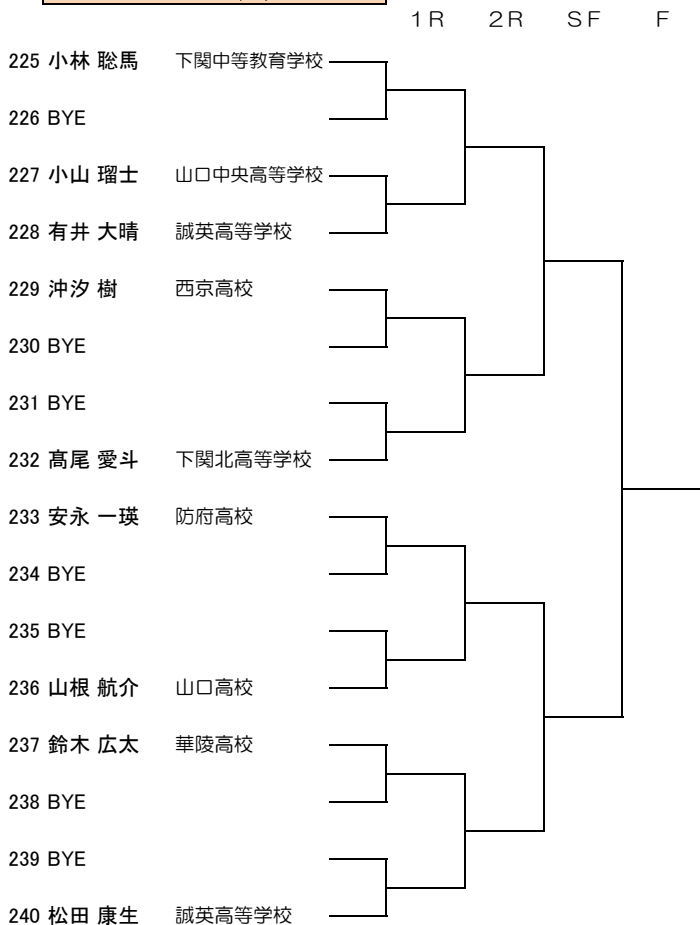 1R 2R SF F
225 小林 聡馬 下関中等教育学校
226 BYE
227 小山 瑠士 山口中央高等学校
228 有井 大晴 誠英高等学校
229 沖汐 樹 西京高校
230 BYE
231 BYE
232 髙尾 愛斗 下関北高等学校
233 安永 一瑛 防府高校
234 BYE
235 BYE
236 山根 航介 山口高校
237 鈴木 広太 華陵高校
238 BYE
239 BYE
240 松田 康生 誠英高等学校